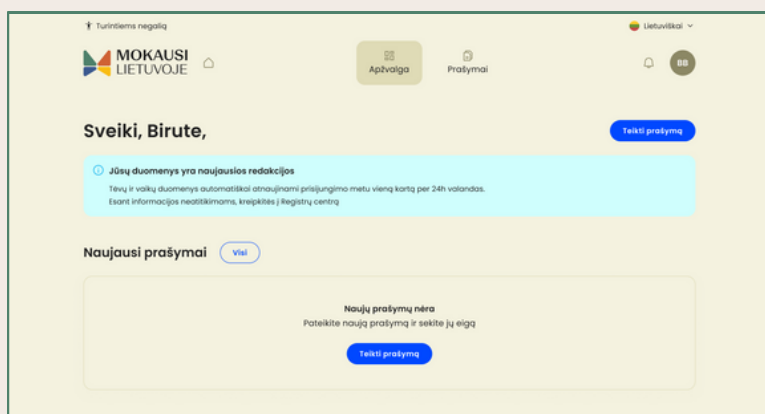 Turintiems negalią
Lietuviškai
MOKAUSI
LIETUVOJE
Apžvalga
Prašymai
BB
Sveiki, Birute,
Teikti prašymą
Jūsų duomenys yra naujausios redakcijos
Tėvų ir vaikų duomenys automatiškai atnaujinami prisijungimo metu vieną kartą per 24h valandas.
Esant informacijos neatitikimams, kreipkitės į Registrų centrą
Naujausi prašymai
Visi
Naujų prašymų nėra
Pateikite naują prašymą ir sekite jų eigą
Teikti prašymą